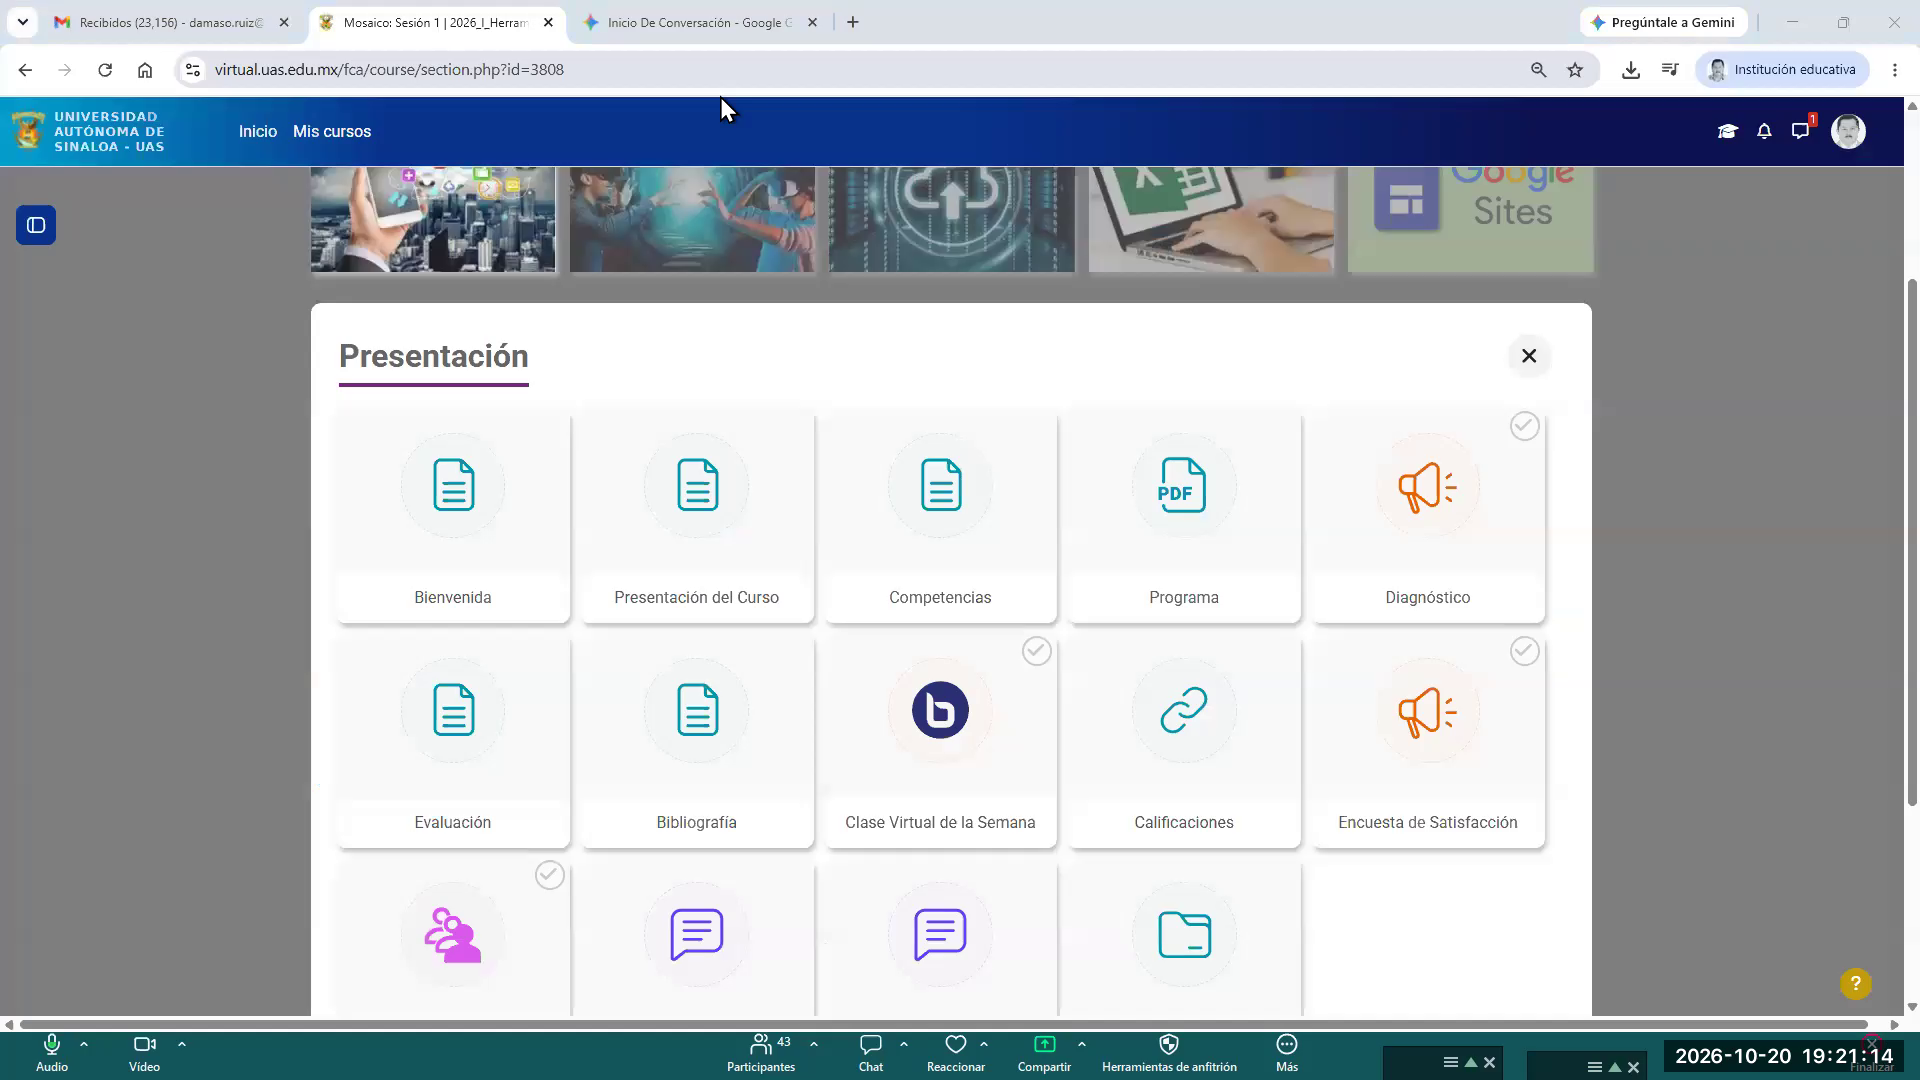 Recibidos (23,156) - damaso.ruiz@
Mosaico: Sesión 1 | 2026_I_Herram
Inicio De Conversación - Google G
Pregúntale a Gemini
virtual.uas.edu.mx/fca/course/section.php?id=3808
Institución educativa
UNIVERSIDAD
AUTÓNOMA DE
SINALOA - UAS
Inicio
Mis cursos
1
Google
Sites
Presentación
PDF
Bienvenida
Presentación del Curso
Competencias
Programa
Diagnóstico
b
Evaluación
Bibliografía
Clase Virtual de la Semana
Calificaciones
Encuesta de Satisfacción
?
43
Audio
Vídeo
Participantes
Chat
Reaccionar
Compartir
Herramientas de anfitrión
Más
2026-10-20 19:21:14
Finalizar